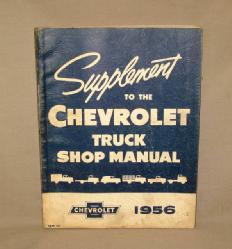 Supplement
TO THE
CHEVROLET
TRUCK
SHOP MANUAL
CHEVROLET 1956